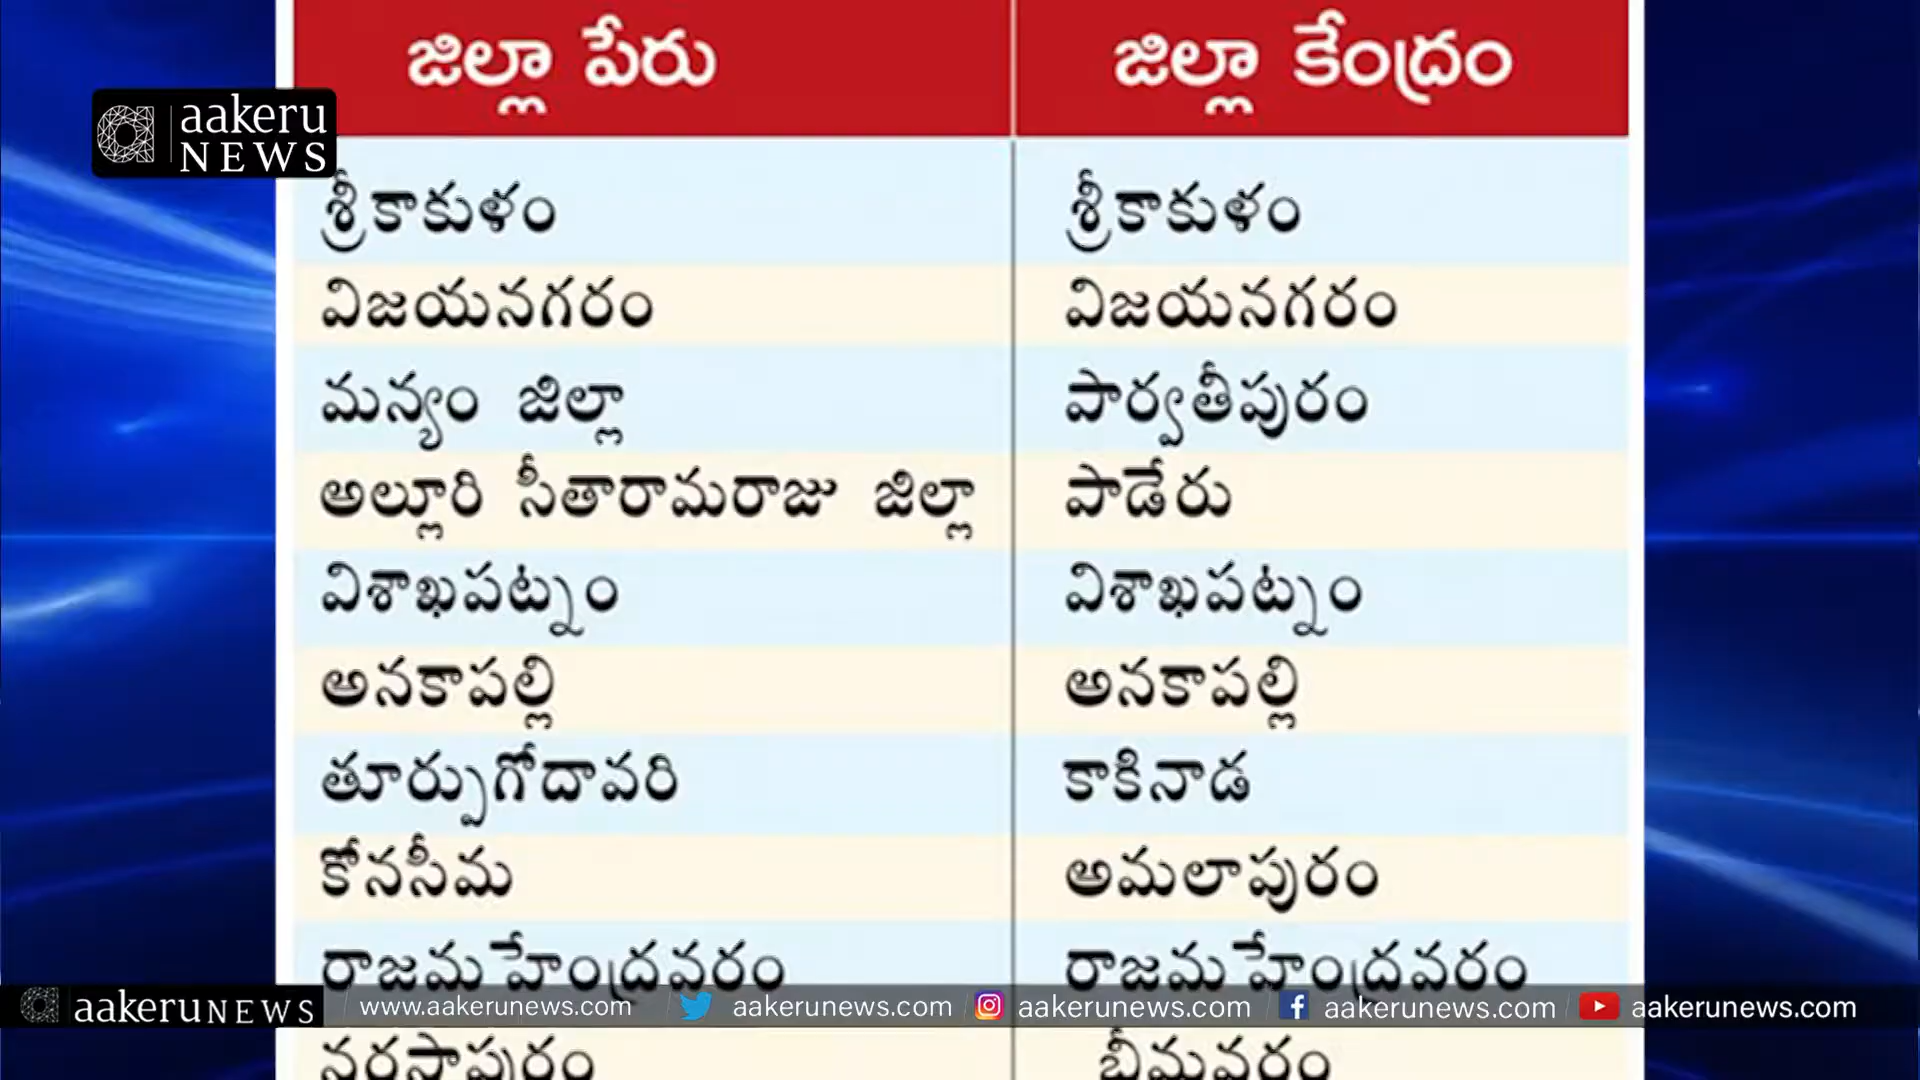 జిల్లా పేరు జిల్లా కేంద్రం
aakeru
NEWS
శ్రీకాకుళం శ్రీకాకుళం
విజయనగరం విజయనగరం
మన్యం జిల్లా పార్వతీపురం
అల్లూరి సీతారామరాజు జిల్లా పాడేరు
విశాఖపట్నం విశాఖపట్నం
అనకాపల్లి అనకాపల్లి
తూర్పుగోదావరి కాకినాడ
కోనసీమ అమలాపురం
రాజమహేంద్రవరం రాజమహేంద్రవరం
aakeruNEWS www.aakerunews.com aakerunews.com aakerunews.com aakerunews.com aakerunews.com
నరసాపురం బీమవరం